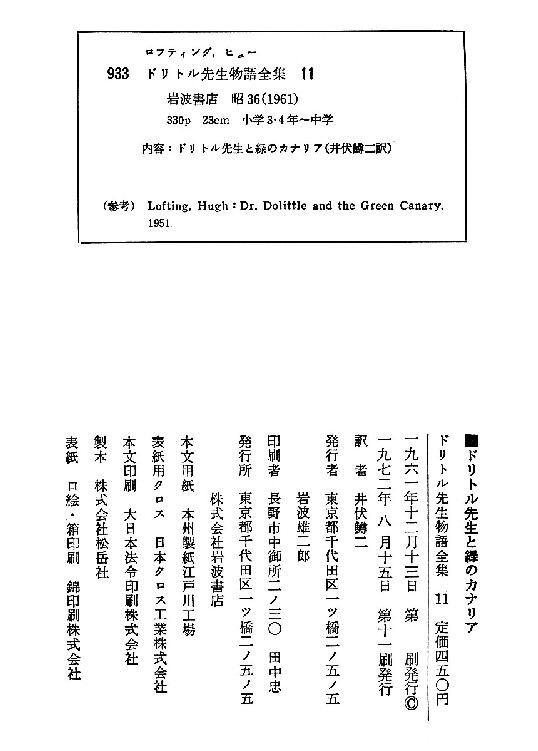 ロフティング, ヒュー
933 ドリトル先生物語全集 11
岩波書店 昭36(1961)
330p 23cm 小学3・4年〜中学
内容：ドリトル先生と緑のカナリア(井伏鱒二訳)
(参考) Lofting, Hugh : Dr. Dolittle and the Green Canary.
1951.
■ドリトル先生と緑のカナリア
ドリトル先生物語全集 11 定価四五〇円
一九六一年十二月十三日 第 刷発行©
一九七二年 八 月十五日 第十一刷発行
訳 者 井伏鱒二
発行者 東京都千代田区一ツ橋二ノ五ノ五
岩波雄二郎
印刷者 長野市中御所二ノ三〇 田中忠
発行所 東京都千代田区一ツ橋二ノ五ノ五
株式会社岩波書店
本文用紙 本州製紙江戸川工場
表紙用クロス 日本クロス工業株式会社
本文印刷 大日本法令印刷株式会社
製本 株式会社松岳社
表紙 口絵・箱印刷 錦印刷株式会社